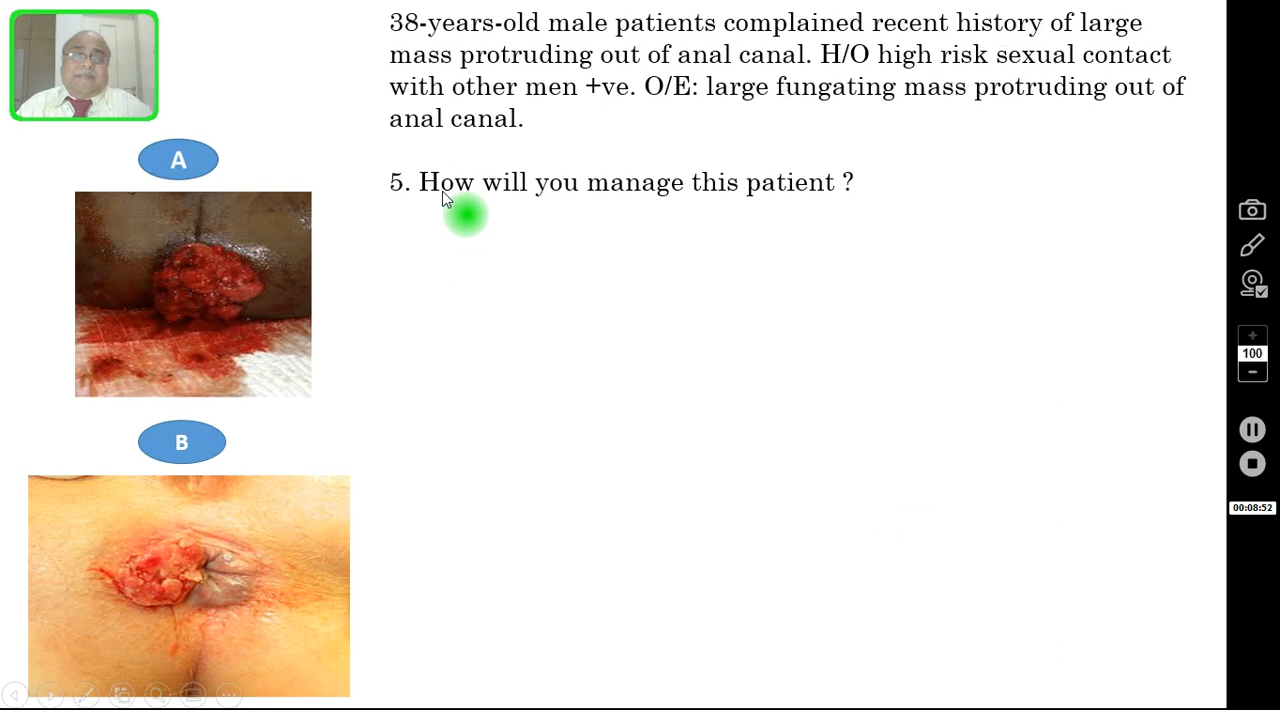 38-years-old male patients complained recent history of large
mass protruding out of anal canal. H/O high risk sexual contact
with other men +ve. O/E: large fungating mass protruding out of
anal canal.
5. How will you manage this patient ?
A
B
100
00:08:52